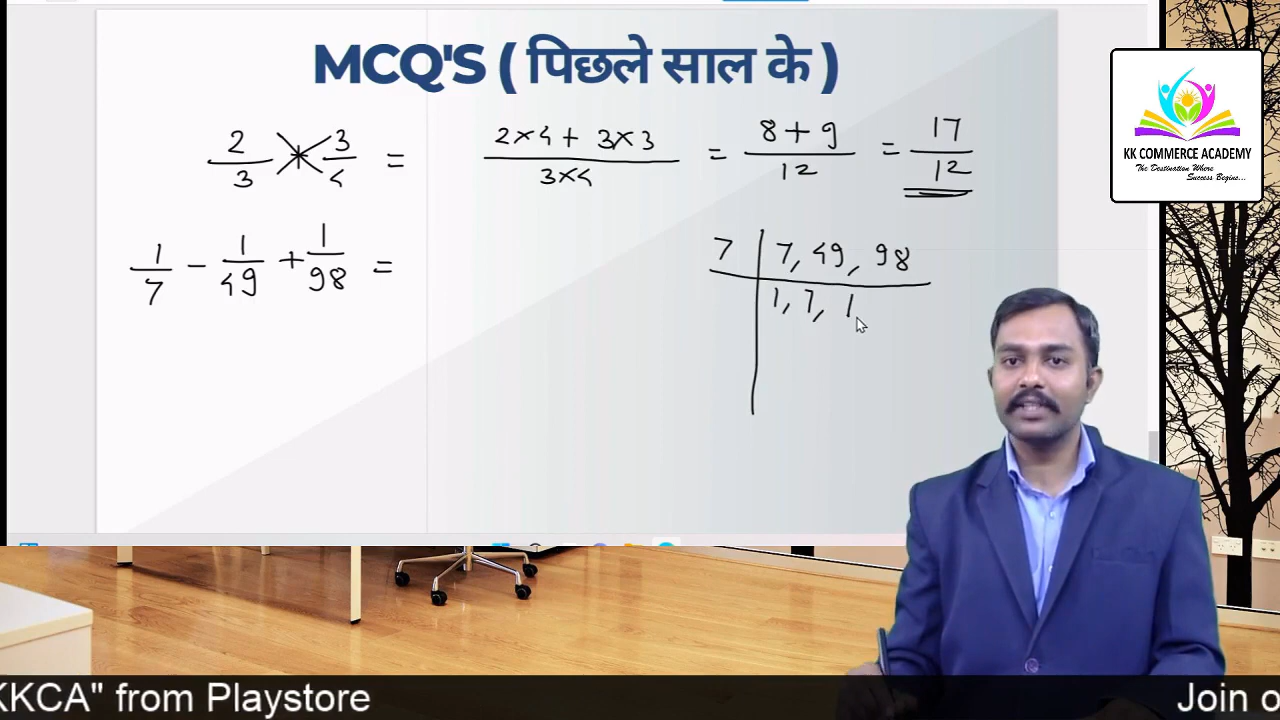 MCQ'S ( पिछले साल के )
2/3 × 3/4 = (2×4 + 3×3)/(3×4) = (8+9)/12 = 17/12
1/7 − 1/49 + 1/98 =
7 | 7, 49, 98
1, 7, 1
KK COMMERCE ACADEMY
The Destination Where
Success Begins...
KKCA" from Playstore
Join o